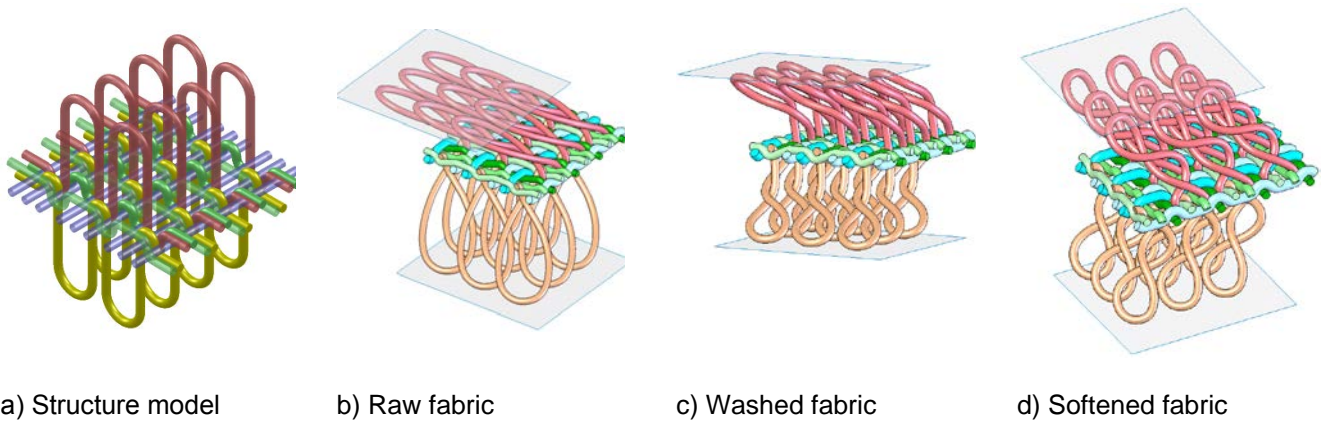 a) Structure model
b) Raw fabric
c) Washed fabric
d) Softened fabric